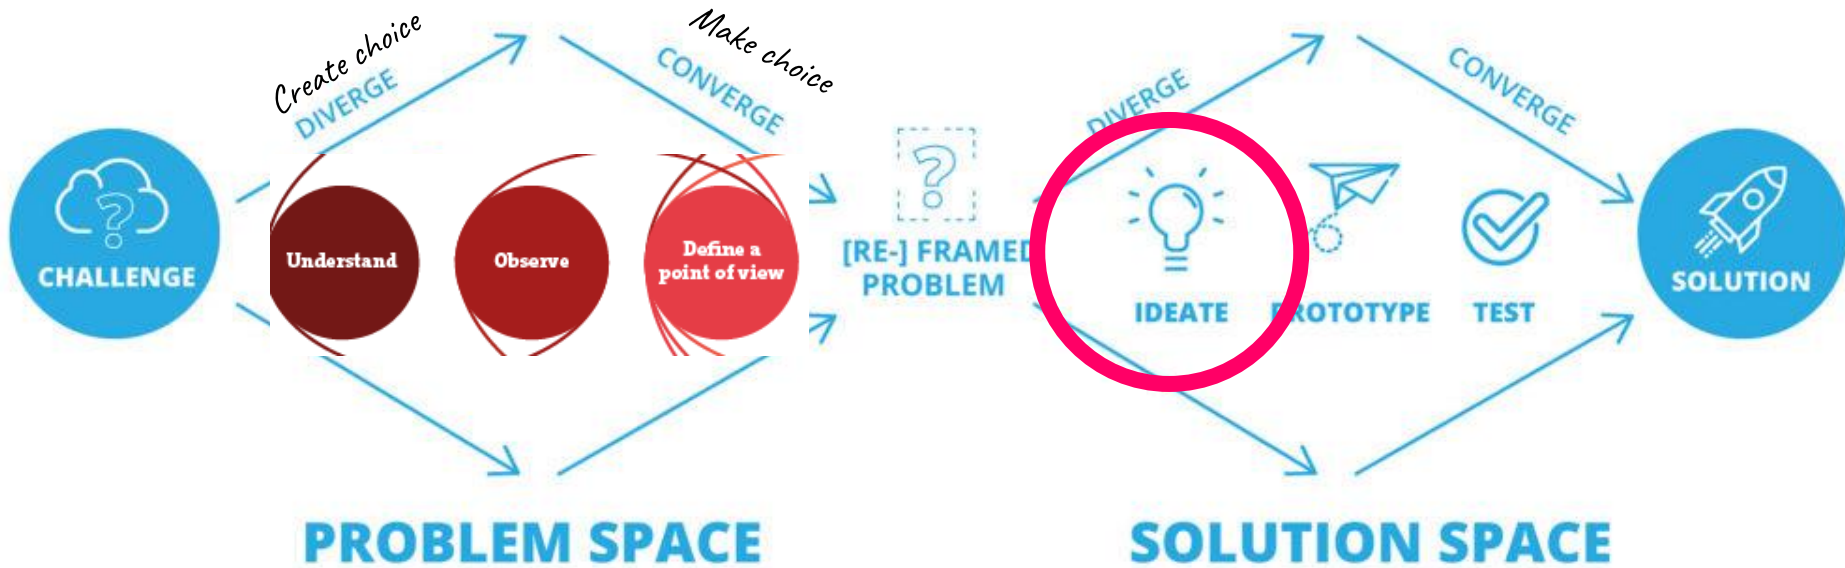 Create choice
DIVERGE
Make choice
CONVERGE
DIVERGE
CONVERGE
?
CHALLENGE
Understand
Observe
Define a
point of view
?
[RE-] FRAMED
PROBLEM
IDEATE
PROTOTYPE
TEST
SOLUTION
PROBLEM SPACE
SOLUTION SPACE